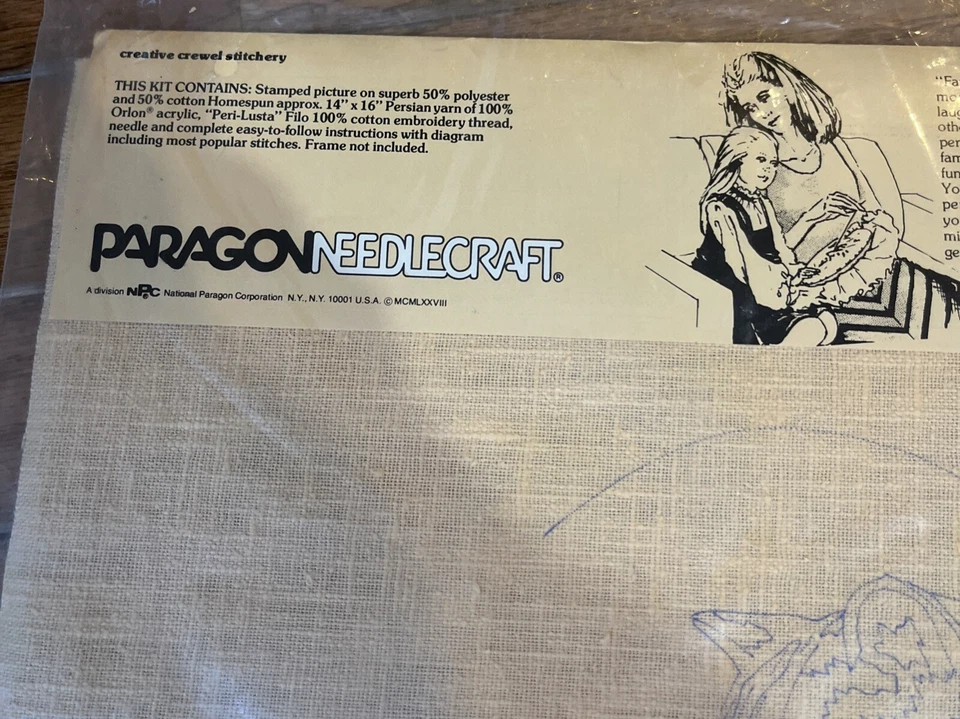 creative crewel stitchery
THIS KIT CONTAINS: Stamped picture on superb 50% polyester
and 50% cotton Homespun approx. 14” x 16” Persian yarn of 100%
Orlon® acrylic, “Peri-Lusta” Filo 100% cotton embroidery thread,
needle and complete easy-to-follow instructions with diagram
including most popular stitches. Frame not included.
PARAGON NEEDLECRAFT®
A division NPC National Paragon Corporation N.Y., N.Y. 10001 U.S.A. ©MCMLXXVIII